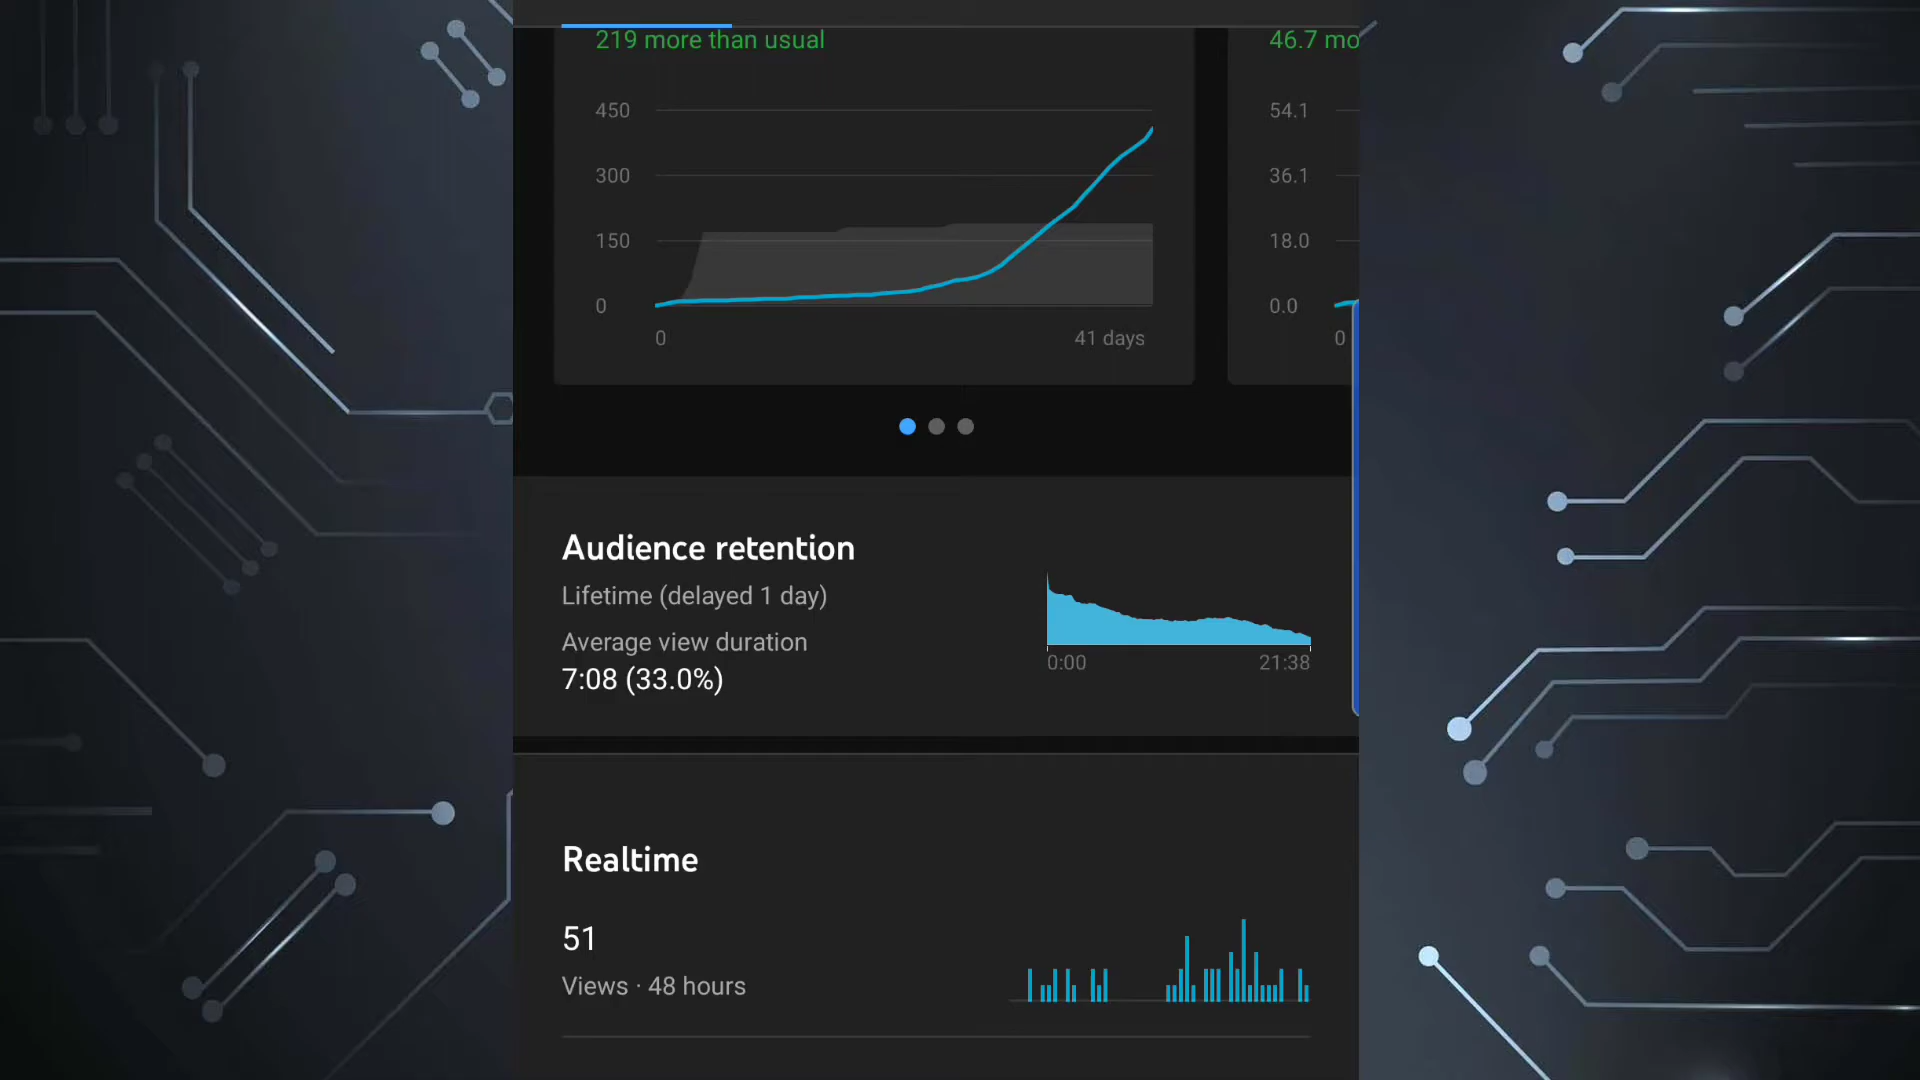 219 more than usual
450
300
150
0
0
41 days
46.7 mo
54.1
36.1
18.0
0.0
0
Audience retention
Lifetime (delayed 1 day)
Average view duration
7:08 (33.0%)
0:00
21:38
Realtime
51
Views · 48 hours